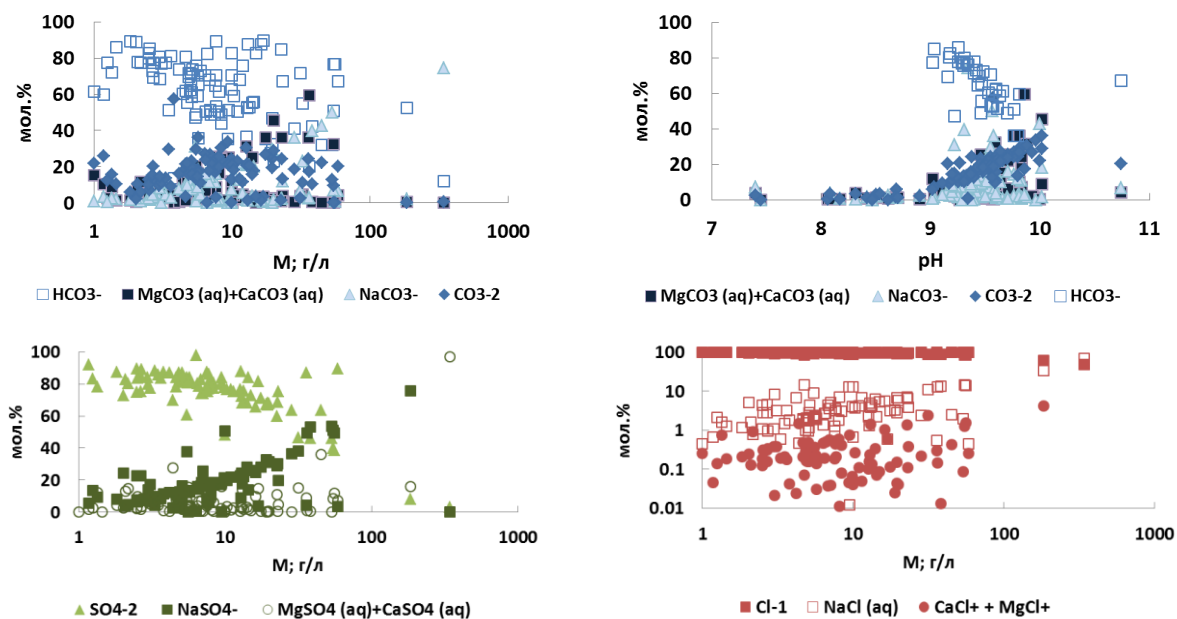 100
80
60
40
20
0
мол.%
1 10 100 1000
М; г/л
HCO3- MgCO3 (aq)+CaCO3 (aq) NaCO3- CO3-2
100
80
60
40
20
0
мол.%
7 8 9 10 11
pH
MgCO3 (aq)+CaCO3 (aq) NaCO3- CO3-2 HCO3-
100
80
60
40
20
0
мол.%
1 10 100 1000
М; г/л
SO4-2 NaSO4- MgSO4 (aq)+CaSO4 (aq)
100
10
1
0.1
0.01
мол.%
1 10 100 1000
М; г/л
Cl-1 NaCl (aq) CaCl+ + MgCl+